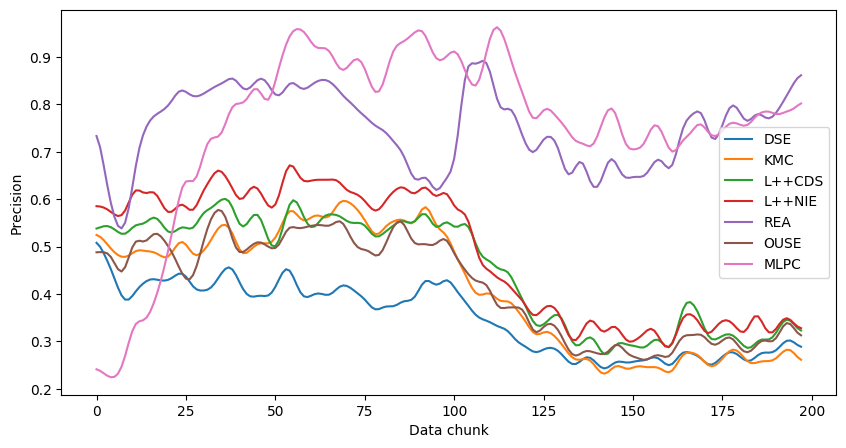 Precision
0.9
0.8
0.7
0.6
0.5
0.4
0.3
0.2
0 25 50 75 100 125 150 175 200
Data chunk
DSE
KMC
L++CDS
L++NIE
REA
OUSE
MLPC